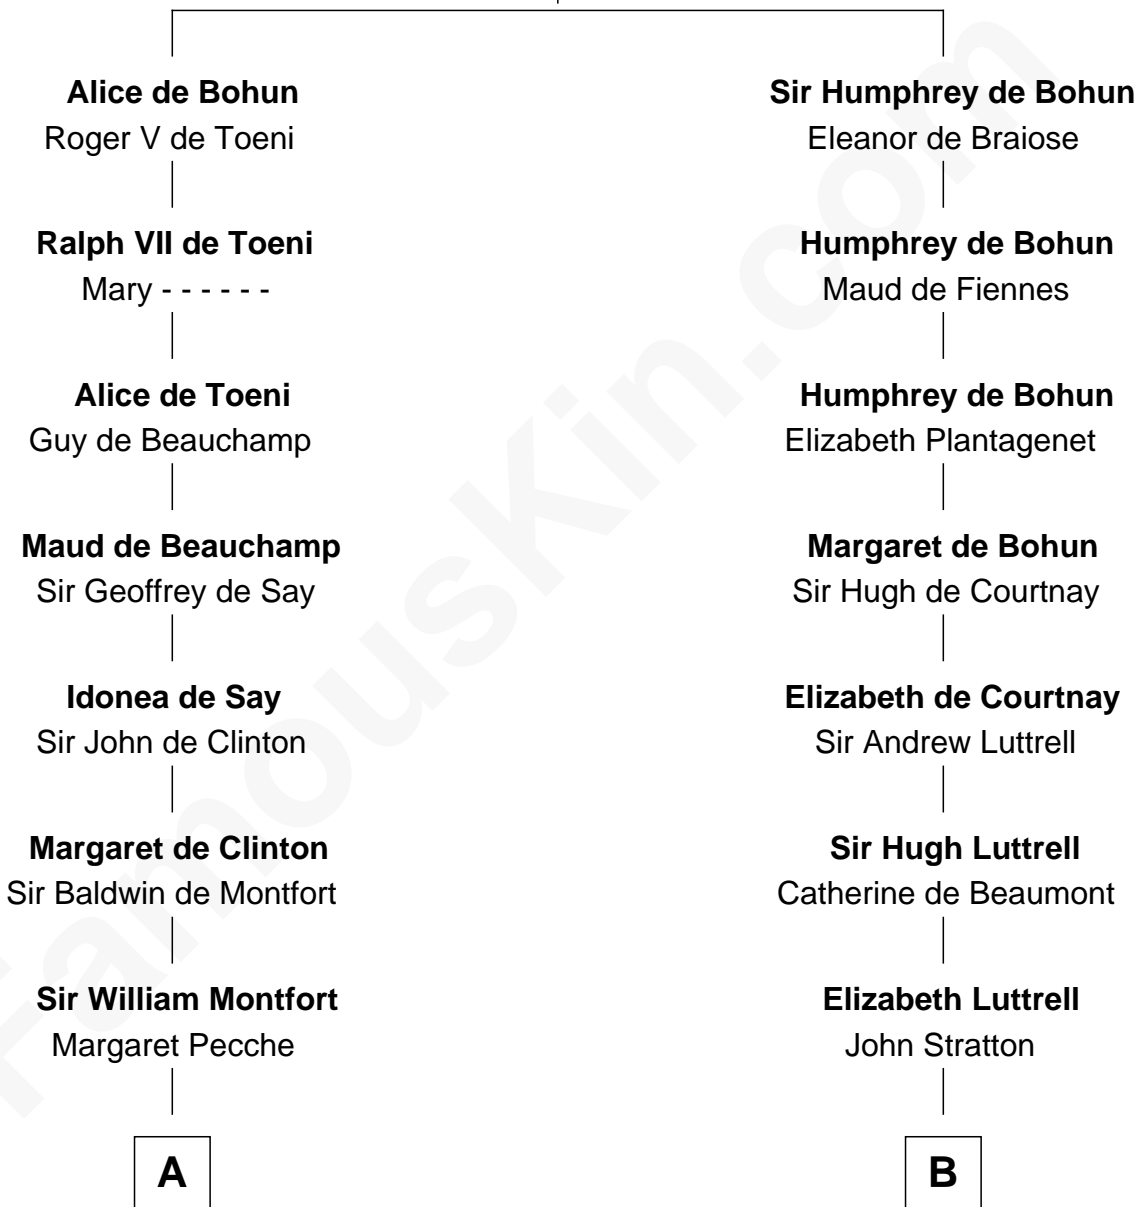 Alice de Bohun
Roger V de Toeni
Ralph VII de Toeni
Mary - - - - - -
Alice de Toeni
Guy de Beauchamp
Maud de Beauchamp
Sir Geoffrey de Say
Idonea de Say
Sir John de Clinton
Margaret de Clinton
Sir Baldwin de Montfort
Sir William Montfort
Margaret Pecche
A
Sir Humphrey de Bohun
Eleanor de Braiose
Humphrey de Bohun
Maud de Fiennes
Humphrey de Bohun
Elizabeth Plantagenet
Margaret de Bohun
Sir Hugh de Courtnay
Elizabeth de Courtnay
Sir Andrew Luttrell
Sir Hugh Luttrell
Catherine de Beaumont
Elizabeth Luttrell
John Stratton
B
FamousKin.com